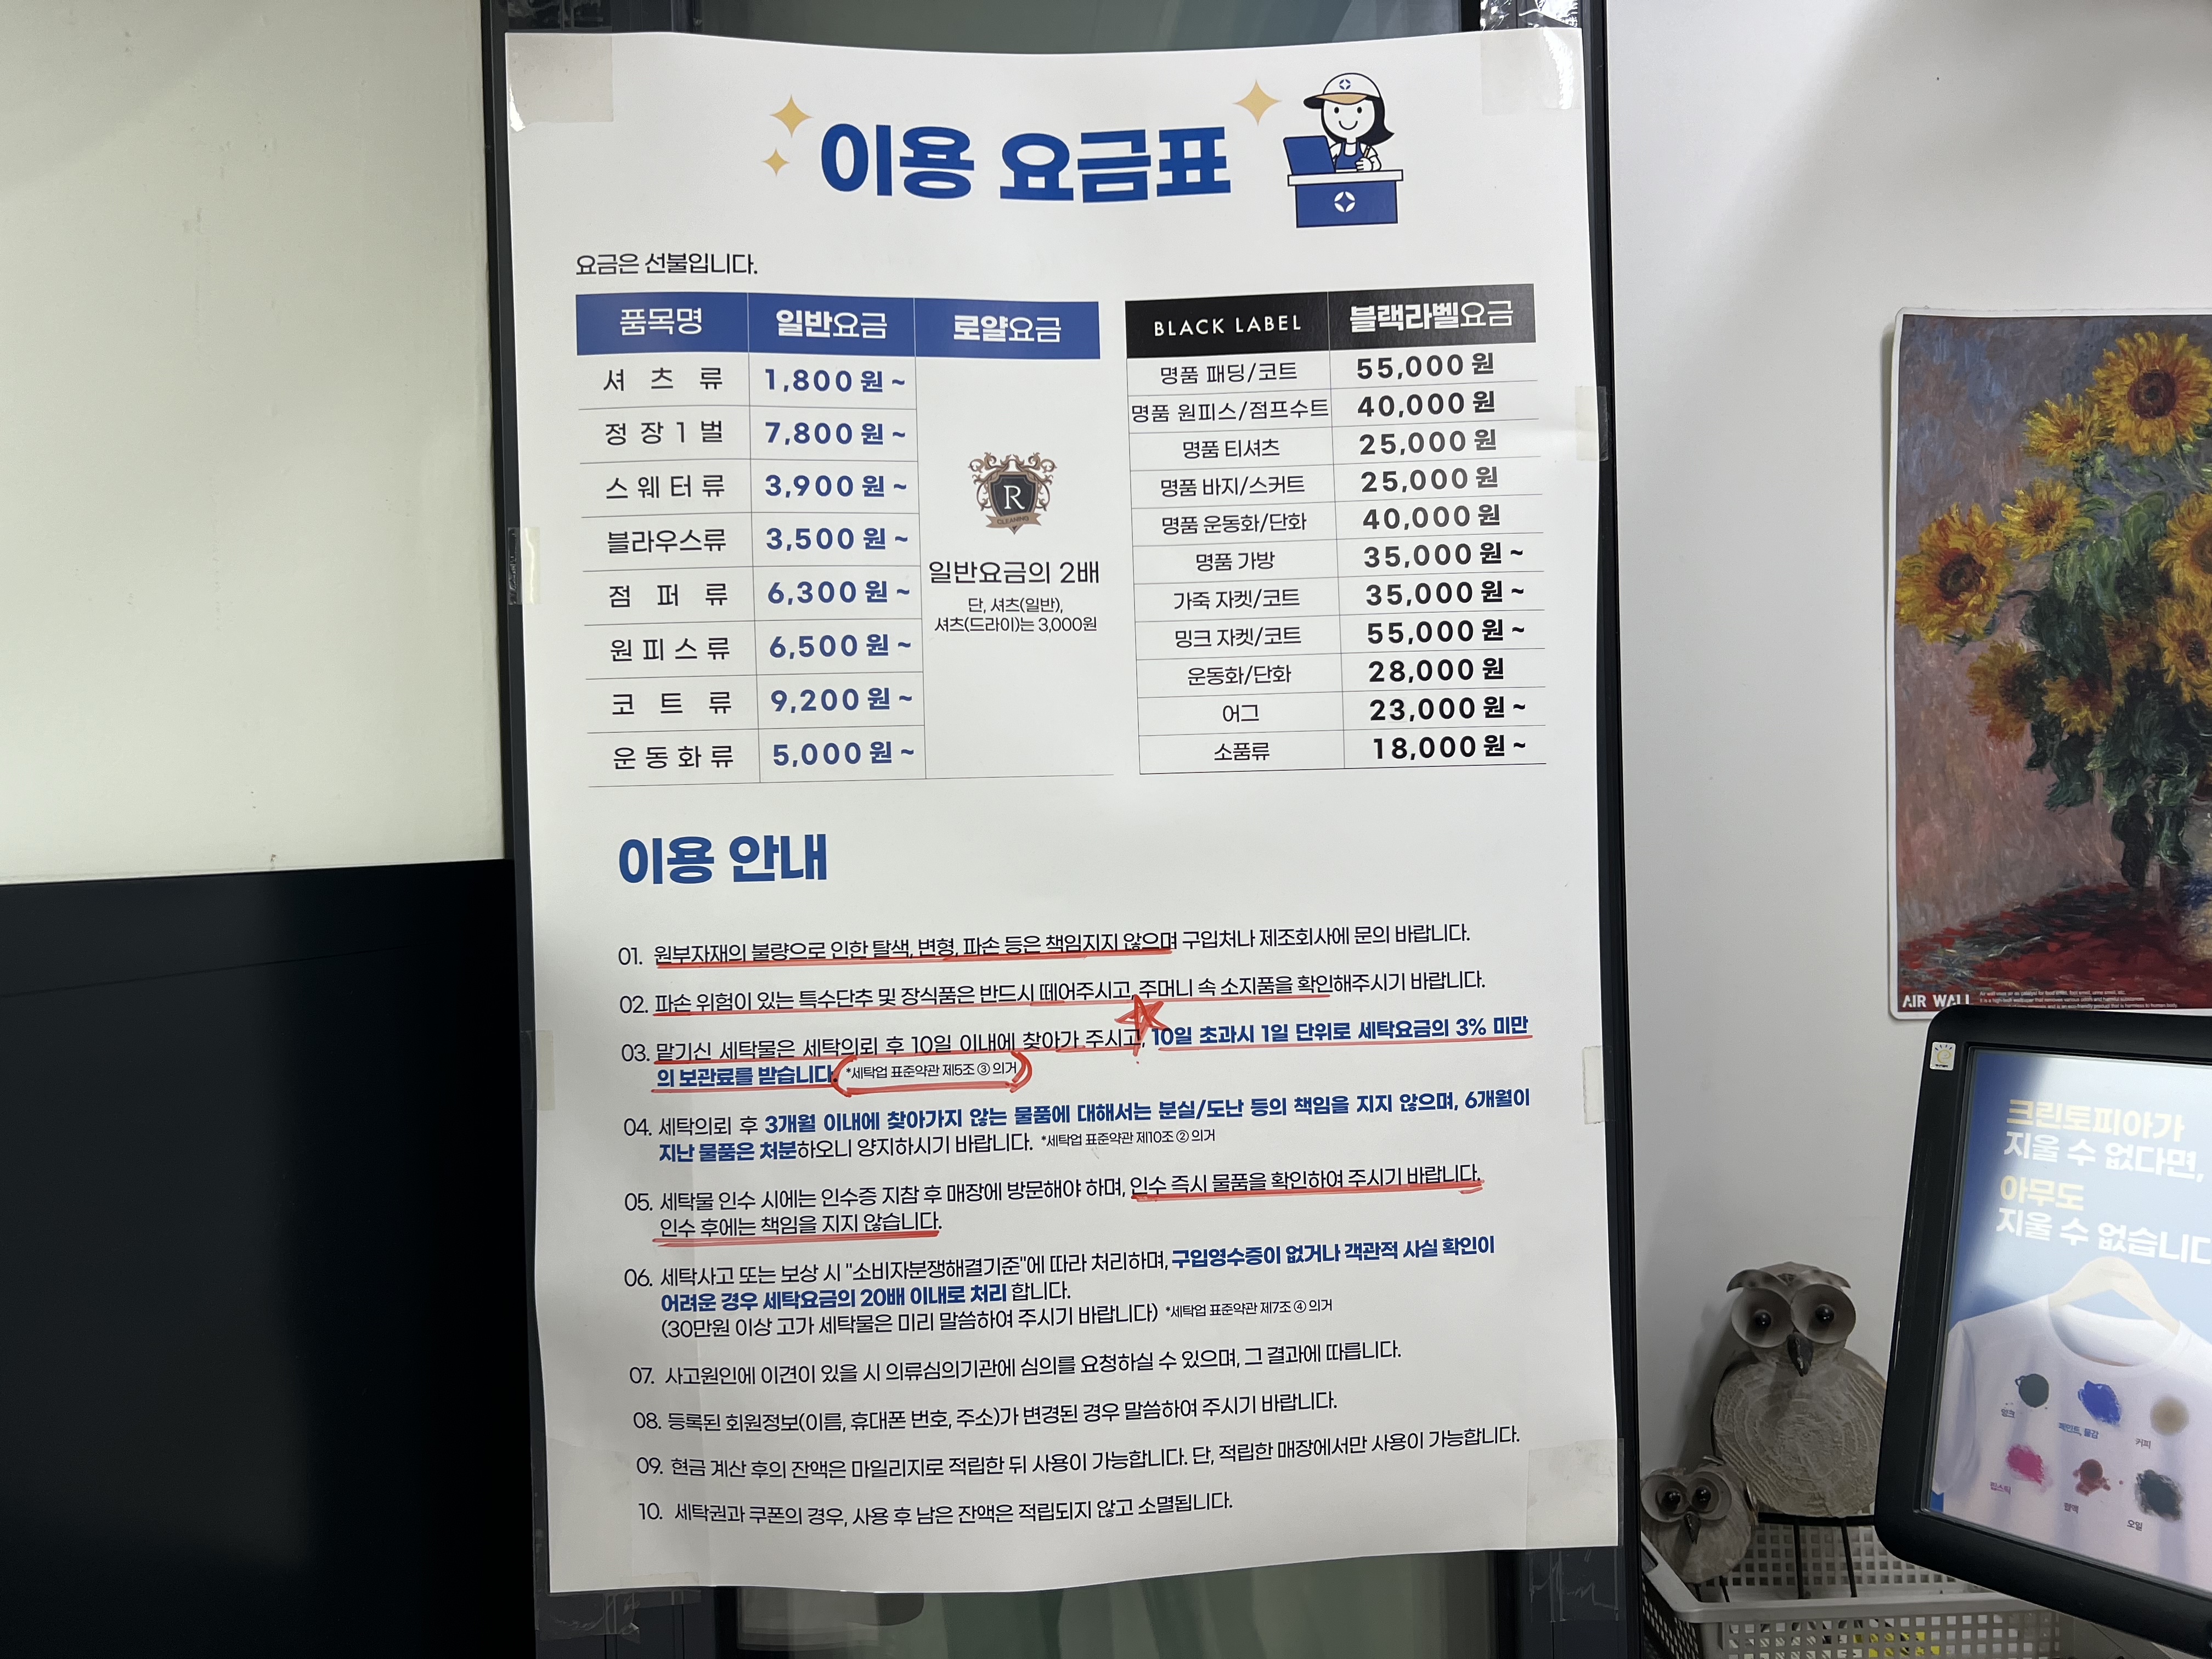 이용 요금표
요금은 선불입니다.
품목명 일반요금 로얄요금
셔츠류 1,800원~
정장1벌 7,800원~
스웨터류 3,900원~
블라우스류 3,500원~
점퍼류 6,300원~
원피스류 6,500원~
코트류 9,200원~
운동화류 5,000원~
R
CLEANING
일반요금의 2배
단, 셔츠(일반),
셔츠(드라이)는 3,000원
BLACK LABEL 블랙라벨요금
명품 패딩/코트 55,000원
명품 원피스/점프수트 40,000원
명품 티셔츠 25,000원
명품 바지/스커트 25,000원
명품 운동화/단화 40,000원
명품 가방 35,000원~
가죽 자켓/코트 35,000원~
밍크 자켓/코트 55,000원~
운동화/단화 28,000원
어그 23,000원~
소품류 18,000원~
이용 안내
01. 원부자재의 불량으로 인한 탈색, 변형, 파손 등은 책임지지 않으며 구입처나 제조회사에 문의 바랍니다.
02. 파손 위험이 있는 특수단추 및 장식품은 반드시 떼어주시고, 주머니 속 소지품을 확인해주시기 바랍니다.
03. 맡기신 세탁물은 세탁의뢰 후 10일 이내에 찾아가 주시고, 10일 초과시 1일 단위로 세탁요금의 3% 미만
의 보관료를 받습니다. *세탁업 표준약관 제5조 ③ 의거
04. 세탁의뢰 후 3개월 이내에 찾아가지 않는 물품에 대해서는 분실/도난 등의 책임을 지지 않으며, 6개월이
지난 물품은 처분하오니 양지하시기 바랍니다. *세탁업 표준약관 제10조 ② 의거
05. 세탁물 인수 시에는 인수증 지참 후 매장에 방문해야 하며, 인수 즉시 물품을 확인하여 주시기 바랍니다.
인수 후에는 책임을 지지 않습니다.
06. 세탁사고 또는 보상 시 "소비자분쟁해결기준"에 따라 처리하며, 구입영수증이 없거나 객관적 사실 확인이
어려운 경우 세탁요금의 20배 이내로 처리 합니다.
(30만원 이상 고가 세탁물은 미리 말씀하여 주시기 바랍니다) *세탁업 표준약관 제7조 ④ 의거
07. 사고원인에 이견이 있을 시 의류심의기관에 심의를 요청하실 수 있으며, 그 결과에 따릅니다.
08. 등록된 회원정보(이름, 휴대폰 번호, 주소)가 변경된 경우 말씀하여 주시기 바랍니다.
09. 현금 계산 후의 잔액은 마일리지로 적립한 뒤 사용이 가능합니다. 단, 적립한 매장에서만 사용이 가능합니다.
10. 세탁권과 쿠폰의 경우, 사용 후 남은 잔액은 적립되지 않고 소멸됩니다.
AIR WALL
크린토피아가
지울 수 없다면,
아무도
지울 수 없습니다
잉크
페인트, 물감
커피
립스틱
혈액
오일